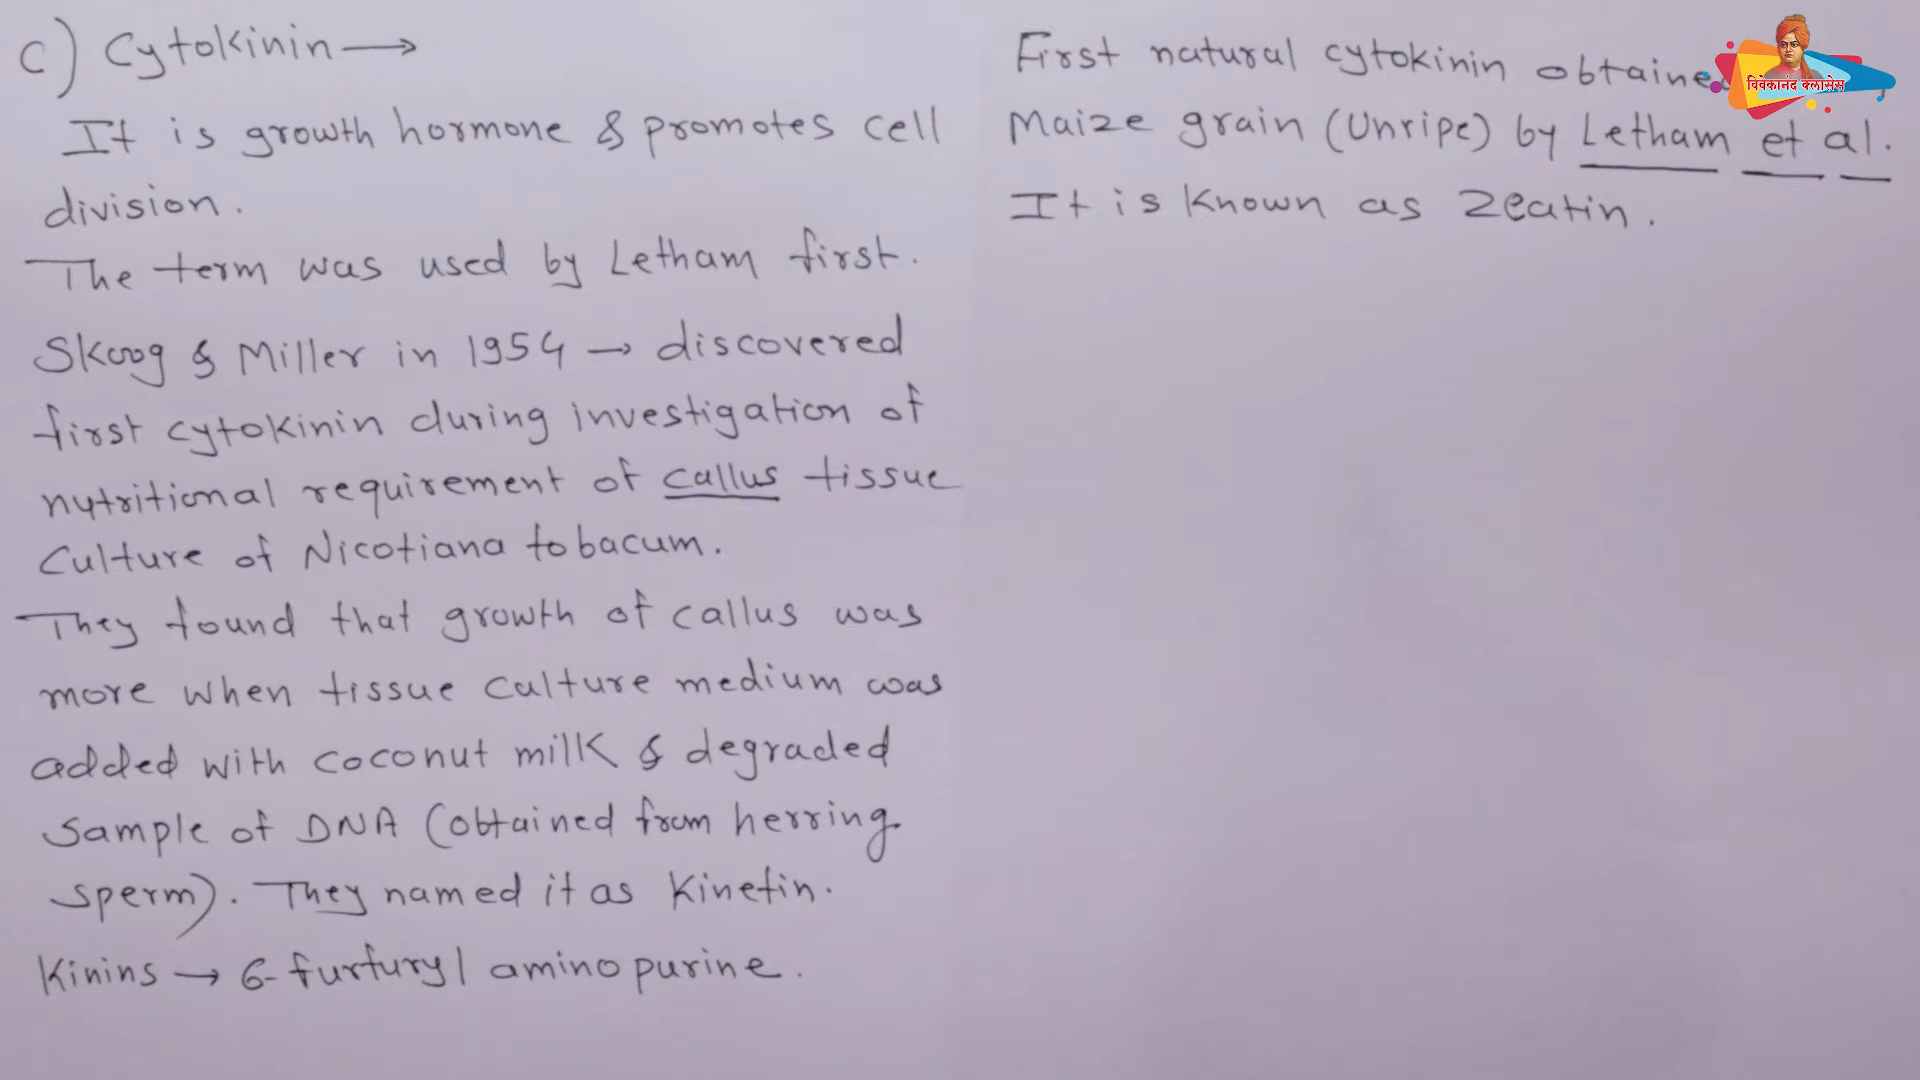 C) Cytokinin →
It is growth hormone & promotes cell
division.
The term was used by Letham first.
Skoog & Miller in 1954 → discovered
first cytokinin during investigation of
nutritional requirement of callus tissue
Culture of Nicotiana tobacum.
They found that growth of callus was
more when tissue culture medium was
added with coconut milk & degraded
Sample of DNA (obtained from herring
sperm). They named it as Kinetin.
Kinins → 6-furfuryl amino purine.
First natural cytokinin obtained
Maize grain (Unripe) by Letham et al.
It is known as Zeatin.
विवेकानंद क्लासेस